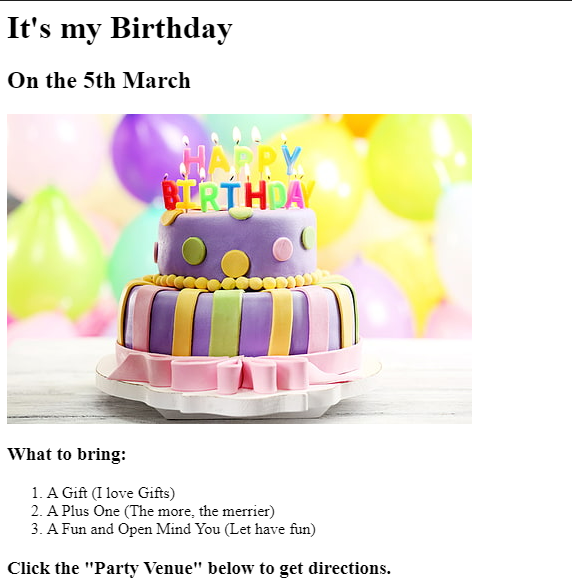 It's my Birthday
On the 5th March
HAPPY
BIRTHDAY
What to bring:
1. A Gift (I love Gifts)
2. A Plus One (The more, the merrier)
3. A Fun and Open Mind You (Let have fun)
Click the "Party Venue" below to get directions.